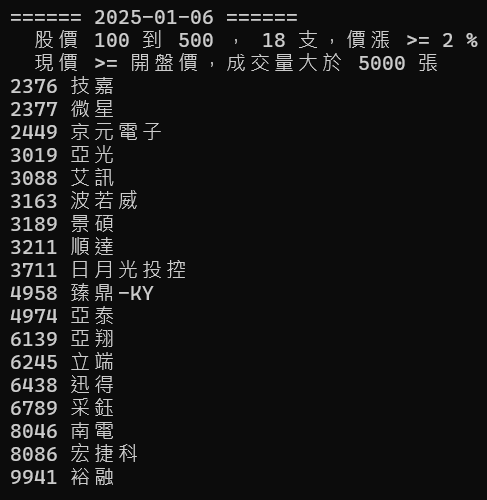 ====== 2025-01-06 ======
股價 100 到 500 , 18 支,價漲 >= 2 %
現價 >= 開盤價,成交量大於 5000 張
2376 技嘉
2377 微星
2449 京元電子
3019 亞光
3088 艾訊
3163 波若威
3189 景碩
3211 順達
3711 日月光投控
4958 臻鼎-KY
4974 亞泰
6139 亞翔
6245 立端
6438 迅得
6789 采鈺
8046 南電
8086 宏捷科
9941 裕融